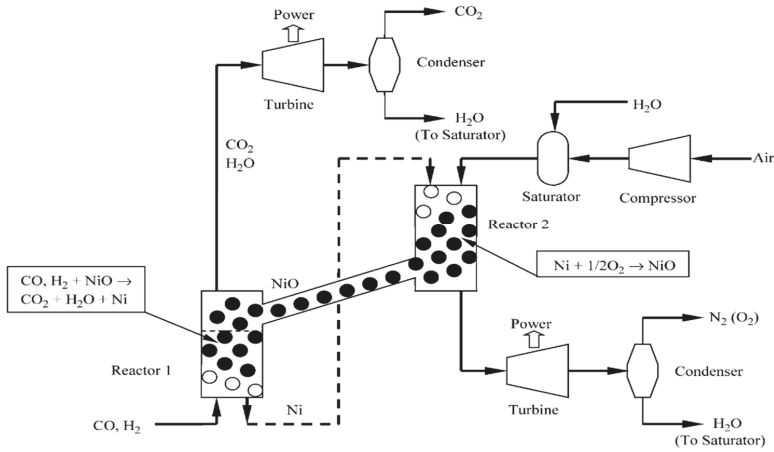 Power
CO₂
Condenser
Turbine
H₂O
(To Saturator)
H₂O
CO₂
H₂O
Air
Saturator
Compressor
Reactor 2
Ni + 1/2O₂ → NiO
CO, H₂ + NiO →
CO₂ + H₂O + Ni
NiO
Power
N₂ (O₂)
Reactor 1
Condenser
Turbine
Ni
CO, H₂
H₂O
(To Saturator)